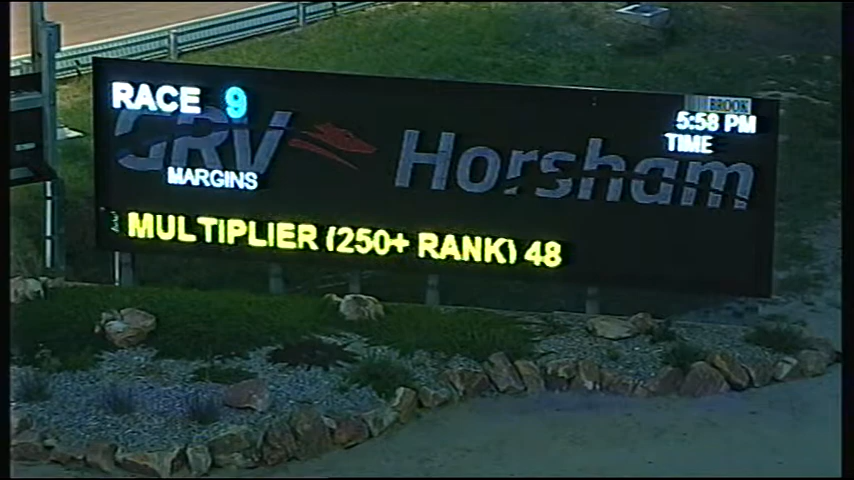 RACE 9
BROOK
5:58 PM
TIME
GRV
Horsham
MARGINS
MULTIPLIER (250+ RANK) 48